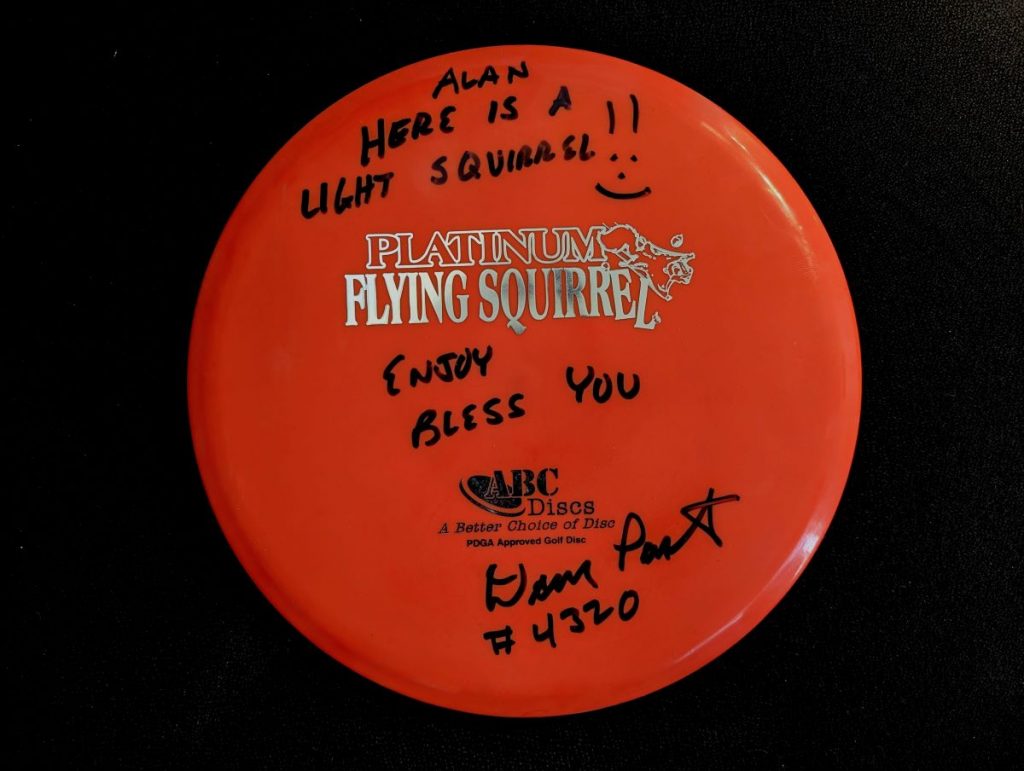 ALAN
HERE IS A
LIGHT SQUIRREL!!
PLATINUM
FLYING SQUIRREL
ENJOY
BLESS YOU
ABC
Discs
A Better Choice of Disc
PDGA Approved Golf Disc
#4320